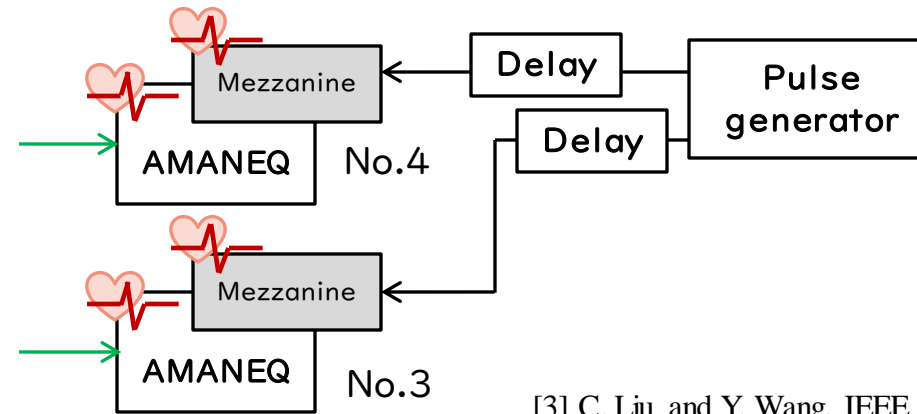 Mezzanine
Delay
Pulse
generator
Delay
AMANEQ
No.4
Mezzanine
AMANEQ
No.3
[3] C. Liu, and Y. Wang, IEEE